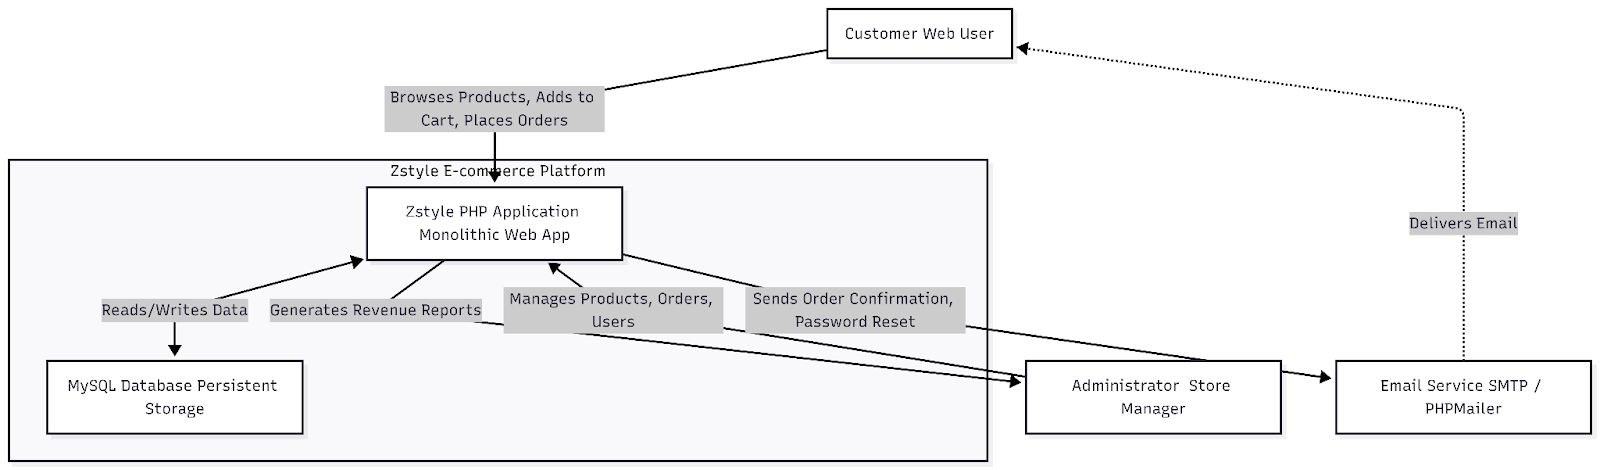 Customer Web User
Browses Products, Adds to
Cart, Places Orders
Zstyle E-commerce Platform
Zstyle PHP Application
Monolithic Web App
Delivers Email
Reads/Writes Data
Generates Revenue Reports
Manages Products, Orders,
Users
Sends Order Confirmation,
Password Reset
MySQL Database Persistent
Storage
Administrator Store
Manager
Email Service SMTP /
PHPMailer